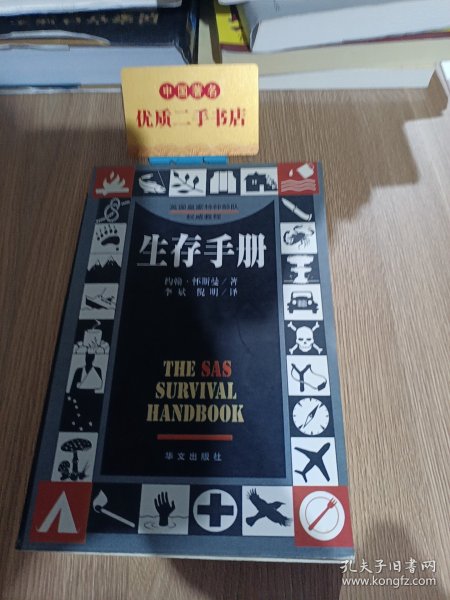 中国著名
优质二手书店
英国皇家特种部队
权威教程
生存手册
约翰·怀斯曼/著
李斌 倪明/译
THE SAS
SURVIVAL
HANDBOOK
华文出版社
孔夫子旧书网
www.kongfz.com